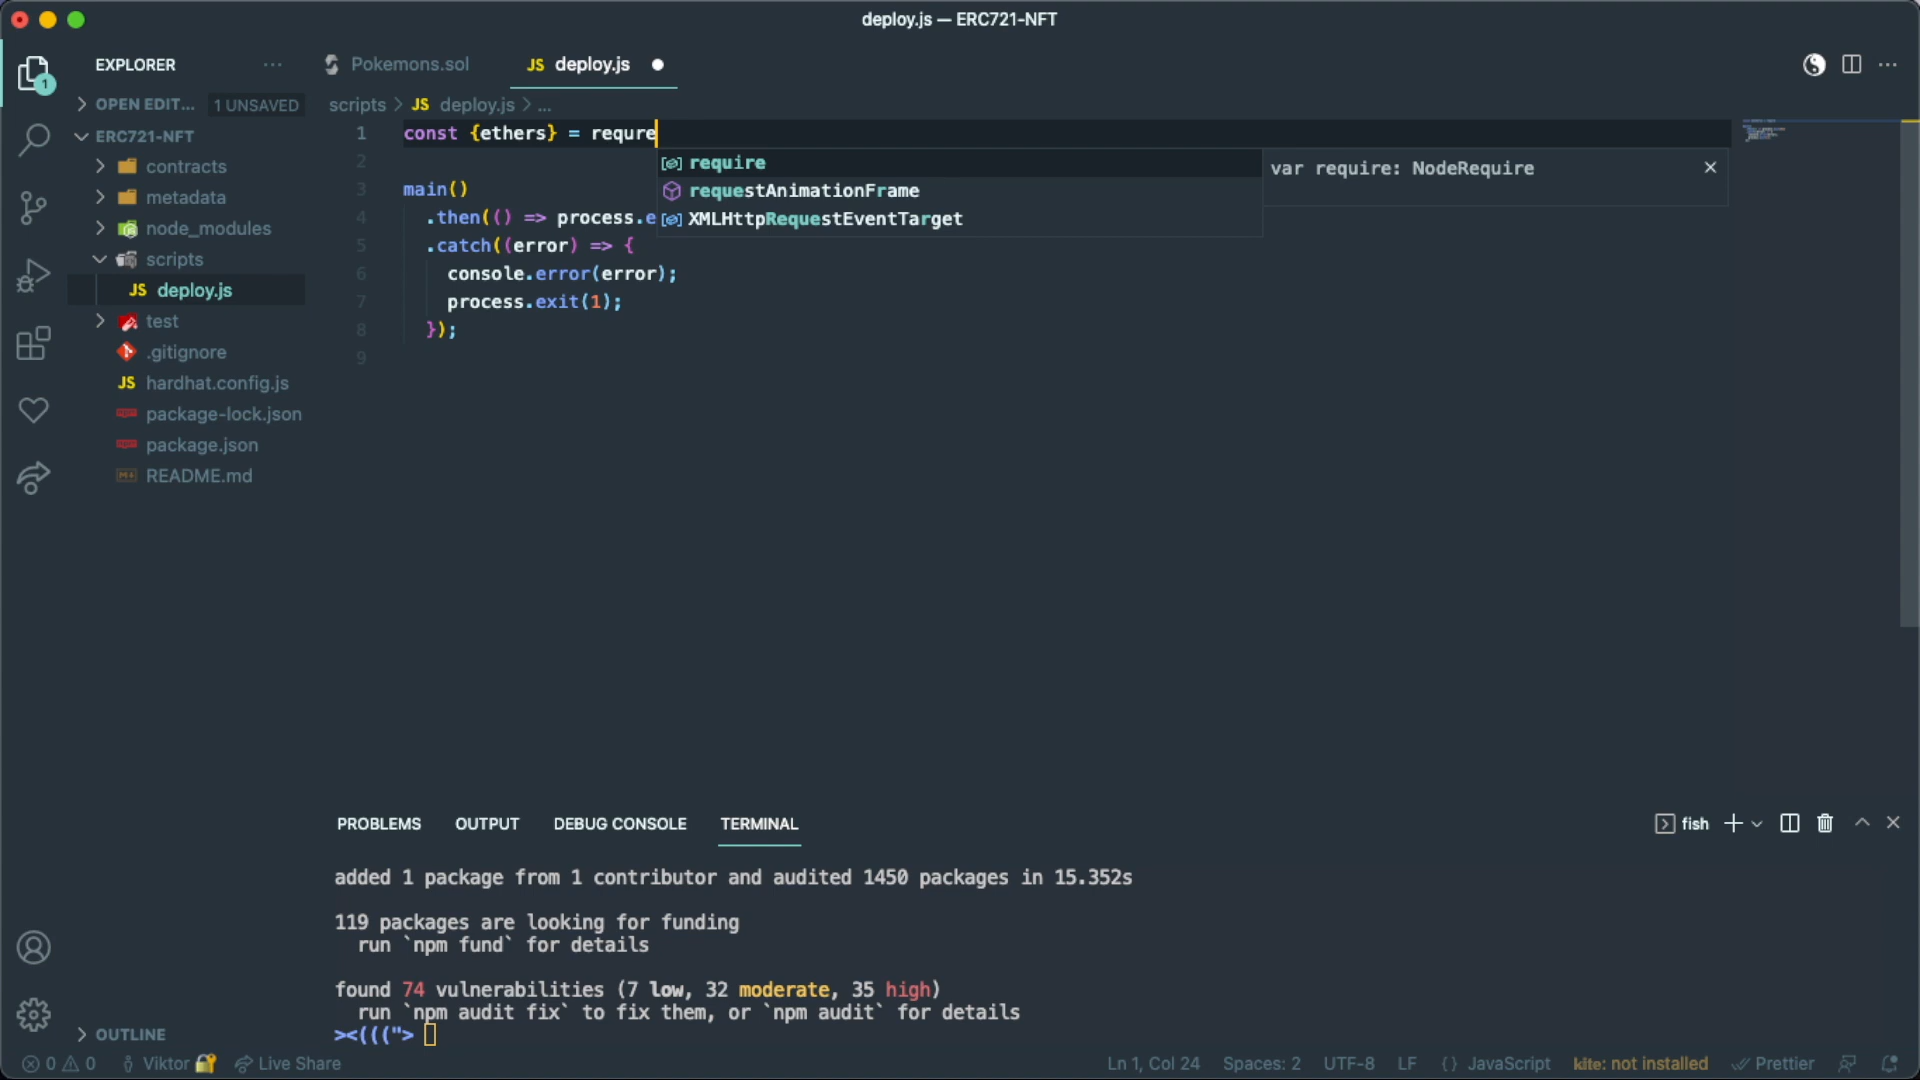 deploy.js — ERC721-NFT
EXPLORER
Pokemons.sol
JS deploy.js
1
OPEN EDIT...
1 UNSAVED
scripts > JS deploy.js > ...
ERC721-NFT
contracts
metadata
node_modules
scripts
JS deploy.js
test
.gitignore
JS hardhat.config.js
package-lock.json
package.json
README.md
1 const {ethers} = requre
2
3 main()
4 .then(() => process.e
5 .catch((error) => {
6 console.error(error);
7 process.exit(1);
8 });
9
require
requestAnimationFrame
XMLHttpRequestEventTarget
var require: NodeRequire
PROBLEMS OUTPUT DEBUG CONSOLE TERMINAL
fish
added 1 package from 1 contributor and audited 1450 packages in 15.352s
119 packages are looking for funding
run `npm fund` for details
found 74 vulnerabilities (7 low, 32 moderate, 35 high)
run `npm audit fix` to fix them, or `npm audit` for details
><((("> 
OUTLINE
0 0 Viktor Live Share
Ln 1, Col 24 Spaces: 2 UTF-8 LF {} JavaScript kite: not installed Prettier